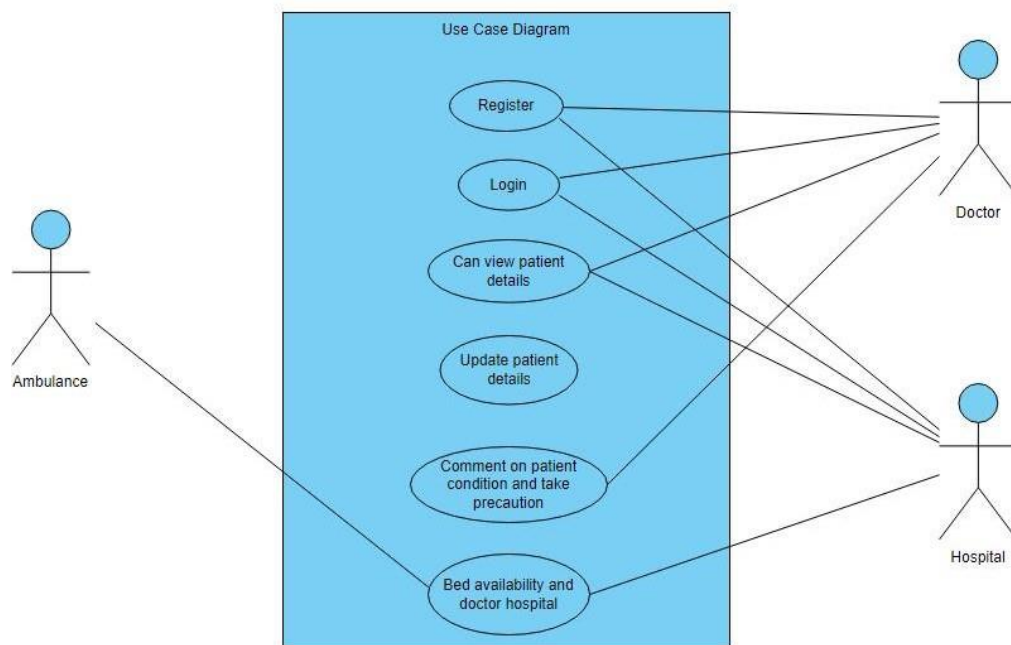 Use Case Diagram
Register
Login
Doctor
Can view patient
details
Ambulance
Update patient
details
Comment on patient
condition and take
precaution
Hospital
Bed availability and
doctor hospital